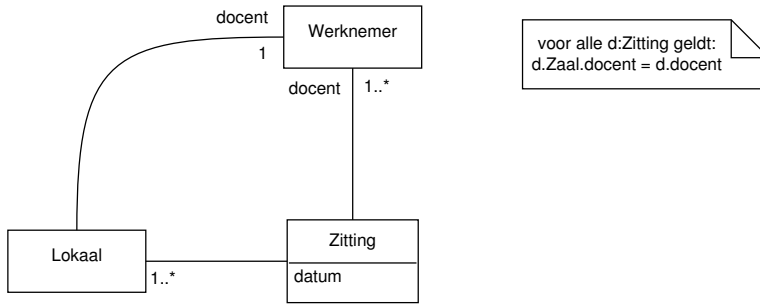 docent
1
Werknemer
docent
1..*
voor alle d:Zitting geldt:
d.Zaal.docent = d.docent
Lokaal
1..*
Zitting
datum